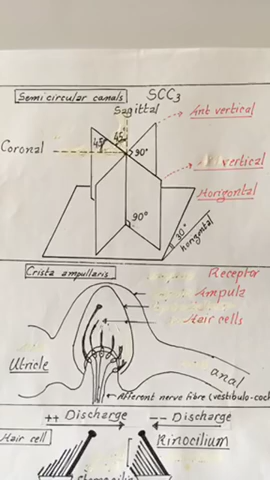 Semi circular canals
SCC3
Sagittal
Ant vertical
Coronal
45
45
90°
vertical
Horizontal
90°
30°
horizontal
Crista ampullaris
Receptor
Ampula
Hair cells
Utricle
anal
Afferent nerve fibre (vestibulo-coch
++ Discharge
-- Discharge
Hair cell
Kinocilium